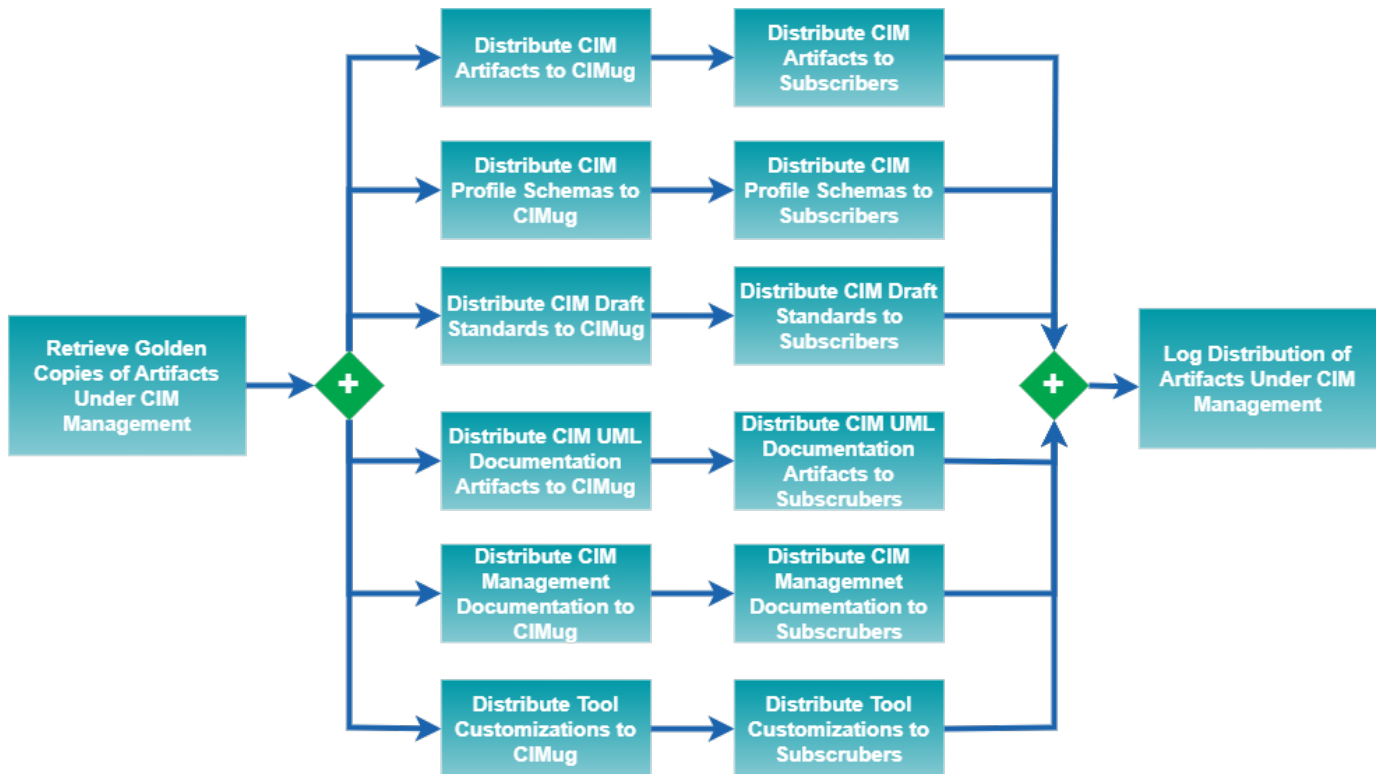 Retrieve Golden
Copies of Artifacts
Under CIM
Management
Distribute CIM
Artifacts to CIMug
Distribute CIM
Artifacts to
Subscribers
Distribute CIM
Profile Schemas to
CIMug
Distribute CIM
Profile Schemas to
Subscribers
Distribute CIM Draft
Standards to CIMug
Distribute CIM Draft
Standards to
Subscribers
Distribute CIM UML
Documentation
Artifacts to CIMug
Distribute CIM UML
Documentation
Artifacts to
Subscrubers
Distribute CIM
Management
Documentation to
CIMug
Distribute CIM
Managemnet
Documentation to
Subscrubers
Distribute Tool
Customizations to
CIMug
Distribute Tool
Customizations to
Subscrubers
Log Distribution of
Artifacts Under CIM
Management